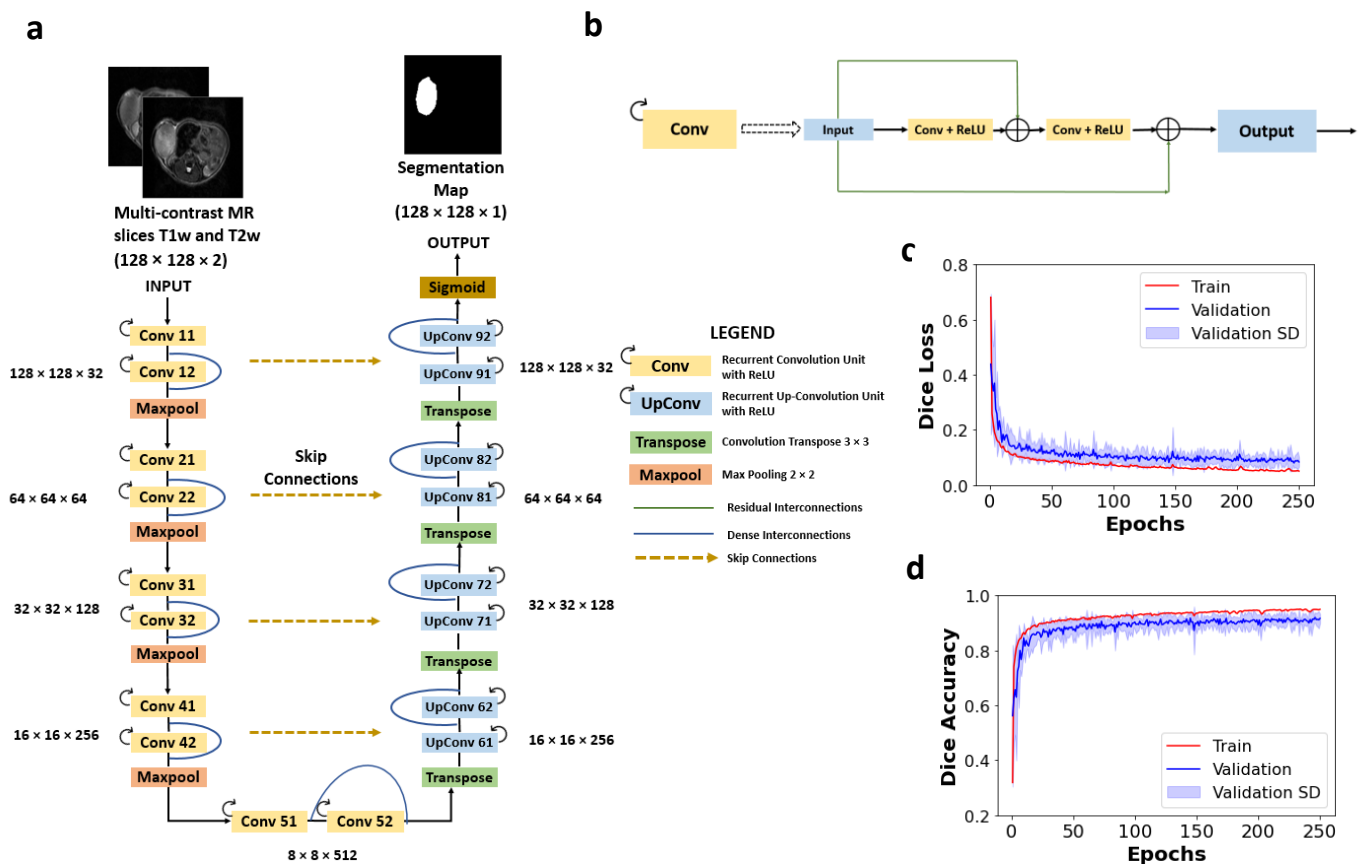 a
Multi-contrast MR
slices T1w and T2w
(128 × 128 × 2)
INPUT
Conv 11
Conv 12
128 × 128 × 32
Maxpool
Conv 21
Conv 22
64 × 64 × 64
Maxpool
Conv 31
Conv 32
32 × 32 × 128
Maxpool
Conv 41
Conv 42
16 × 16 × 256
Maxpool
Conv 51
Conv 52
8 × 8 × 512
Skip
Connections
Segmentation
Map
(128 × 128 × 1)
OUTPUT
Sigmoid
UpConv 92
UpConv 91
128 × 128 × 32
Transpose
UpConv 82
UpConv 81
64 × 64 × 64
Transpose
UpConv 72
UpConv 71
32 × 32 × 128
Transpose
UpConv 62
UpConv 61
16 × 16 × 256
Transpose
LEGEND
Conv
Recurrent Convolution Unit
with ReLU
UpConv
Recurrent Up-Convolution Unit
with ReLU
Transpose
Convolution Transpose 3 × 3
Maxpool
Max Pooling 2 × 2
Residual Interconnections
Dense Interconnections
Skip Connections
b
Conv
Input
Conv + ReLU
Conv + ReLU
Output
c
Dice Loss
0.8
0.6
0.4
0.2
0.0
Train
Validation
Validation SD
0 50 100 150 200 250
Epochs
d
Dice Accuracy
1.0
0.8
0.6
0.4
0.2
Train
Validation
Validation SD
0 50 100 150 200 250
Epochs